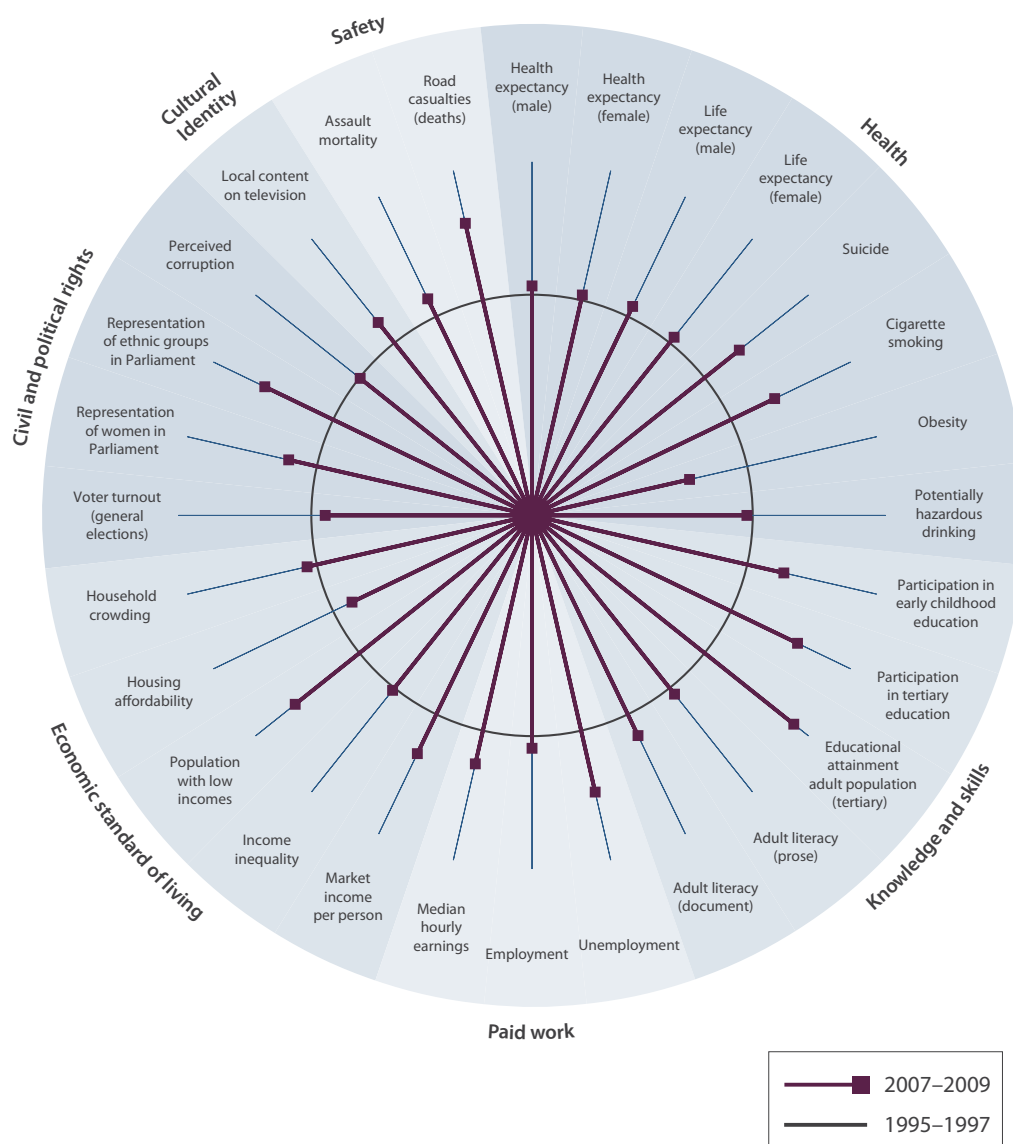 Safety
Cultural
Identity
Health
Civil and political rights
Economic standard of living
Knowledge and skills
Paid work
Health
expectancy
(male)
Health
expectancy
(female)
Life
expectancy
(male)
Life
expectancy
(female)
Suicide
Cigarette
smoking
Obesity
Potentially
hazardous
drinking
Participation in
early childhood
education
Participation
in tertiary
education
Educational
attainment
adult population
(tertiary)
Adult literacy
(prose)
Adult literacy
(document)
Unemployment
Employment
Median
hourly
earnings
Market
income
per person
Income
inequality
Population
with low
incomes
Housing
affordability
Household
crowding
Voter turnout
(general
elections)
Representation
of women in
Parliament
Representation
of ethnic groups
in Parliament
Perceived
corruption
Local content
on television
Assault
mortality
Road
casualties
(deaths)
2007–2009
1995–1997